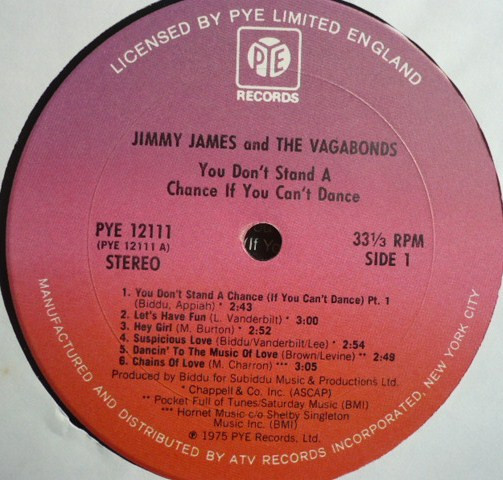 LICENSED BY PYE LIMITED ENGLAND
PYE
RECORDS
JIMMY JAMES and THE VAGABONDS
You Don't Stand A
Chance If You Can't Dance
PYE 12111
(PYE 12111 A)
STEREO
33 1/3 RPM
SIDE 1
1. You Don't Stand A Chance (If You Can't Dance) Pt. 1
(Biddu, Appiah)* 2:43
2. Let's Have Fun (L. Vanderbilt)* 3:00
3. Hey Girl (M. Burton)* 2:52
4. Suspicious Love (Biddu/Vanderbilt/Lee)* 2:54
5. Dancin' To The Music Of Love (Brown/Levine)** 2:49
6. Chains Of Love (M. Charron)*** 3:05
Produced by Biddu for Subiddu Music & Productions Ltd.
* Chappell & Co. Inc. (ASCAP)
** Pocket Full of Tunes/Saturday Music (BMI)
*** Hornet Music c/o Shelby Singleton
Music Inc. (BMI)
℗ 1975 PYE Records, Ltd.
MANUFACTURED AND DISTRIBUTED BY ATV RECORDS INCORPORATED, NEW YORK CITY